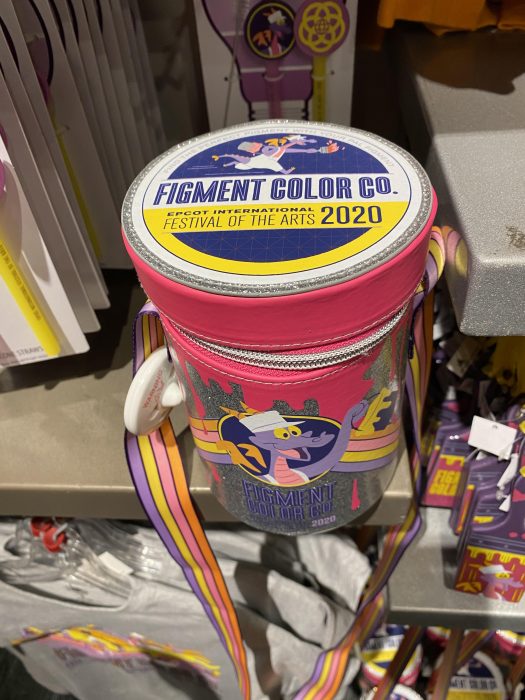 FIGMENT COLOR CO.
EPCOT INTERNATIONAL
FESTIVAL OF THE ARTS 2020
FIGMENT
COLOR CO.
2020